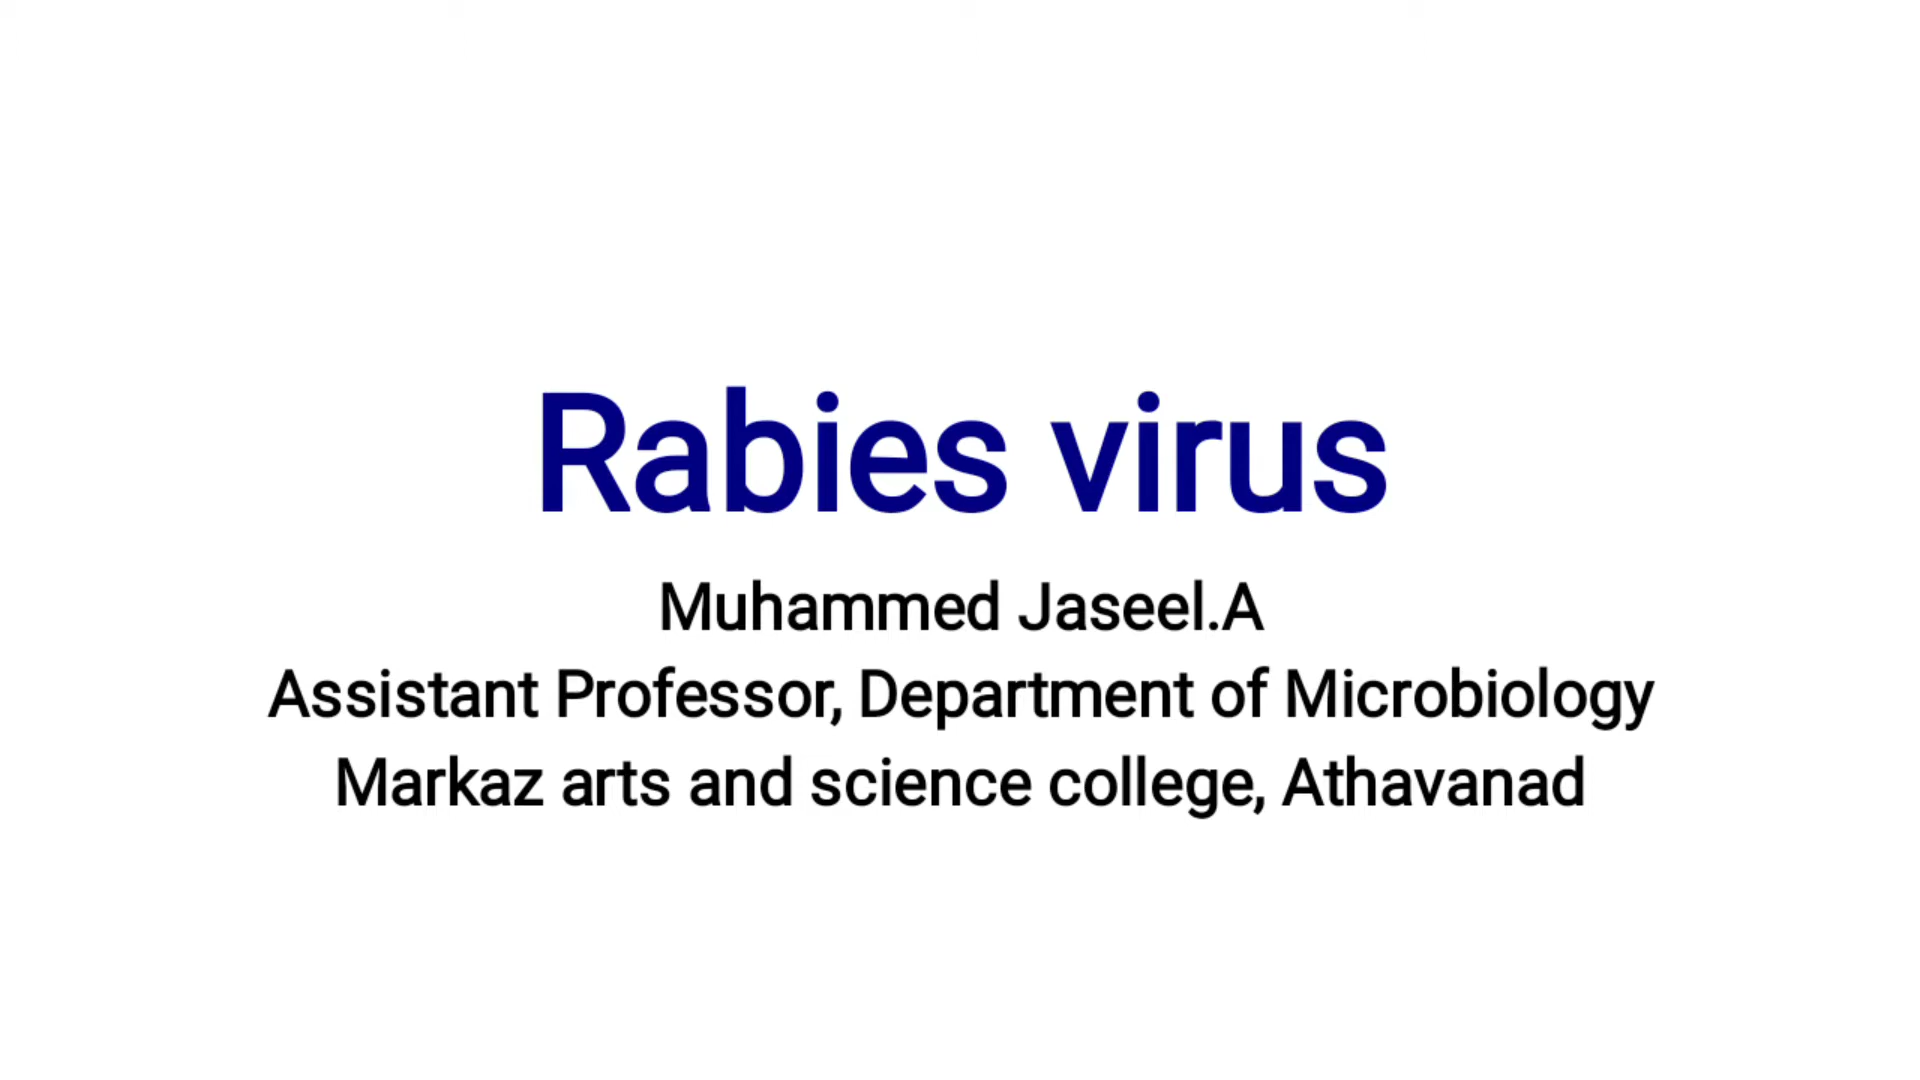 Rabies virus
Muhammed Jaseel.A
Assistant Professor, Department of Microbiology
Markaz arts and science college, Athavanad